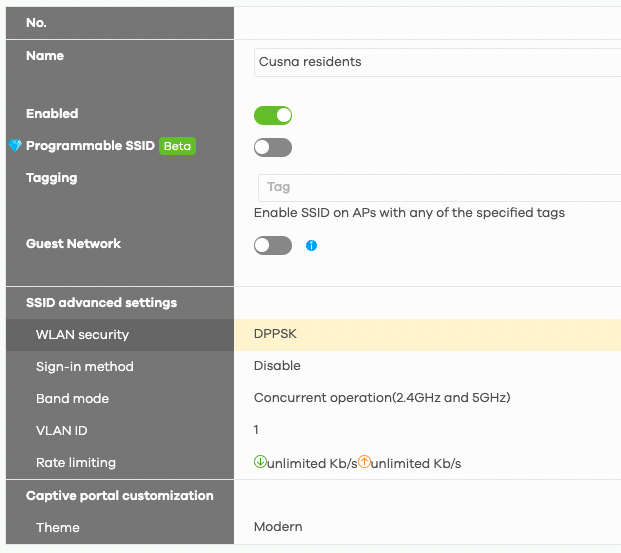 No.
Name
Cusna residents
Enabled
Programmable SSID Beta
Tagging
Tag
Enable SSID on APs with any of the specified tags
Guest Network
SSID advanced settings
WLAN security DPPSK
Sign-in method Disable
Band mode Concurrent operation(2.4GHz and 5GHz)
VLAN ID 1
Rate limiting unlimited Kb/s unlimited Kb/s
Captive portal customization
Theme Modern